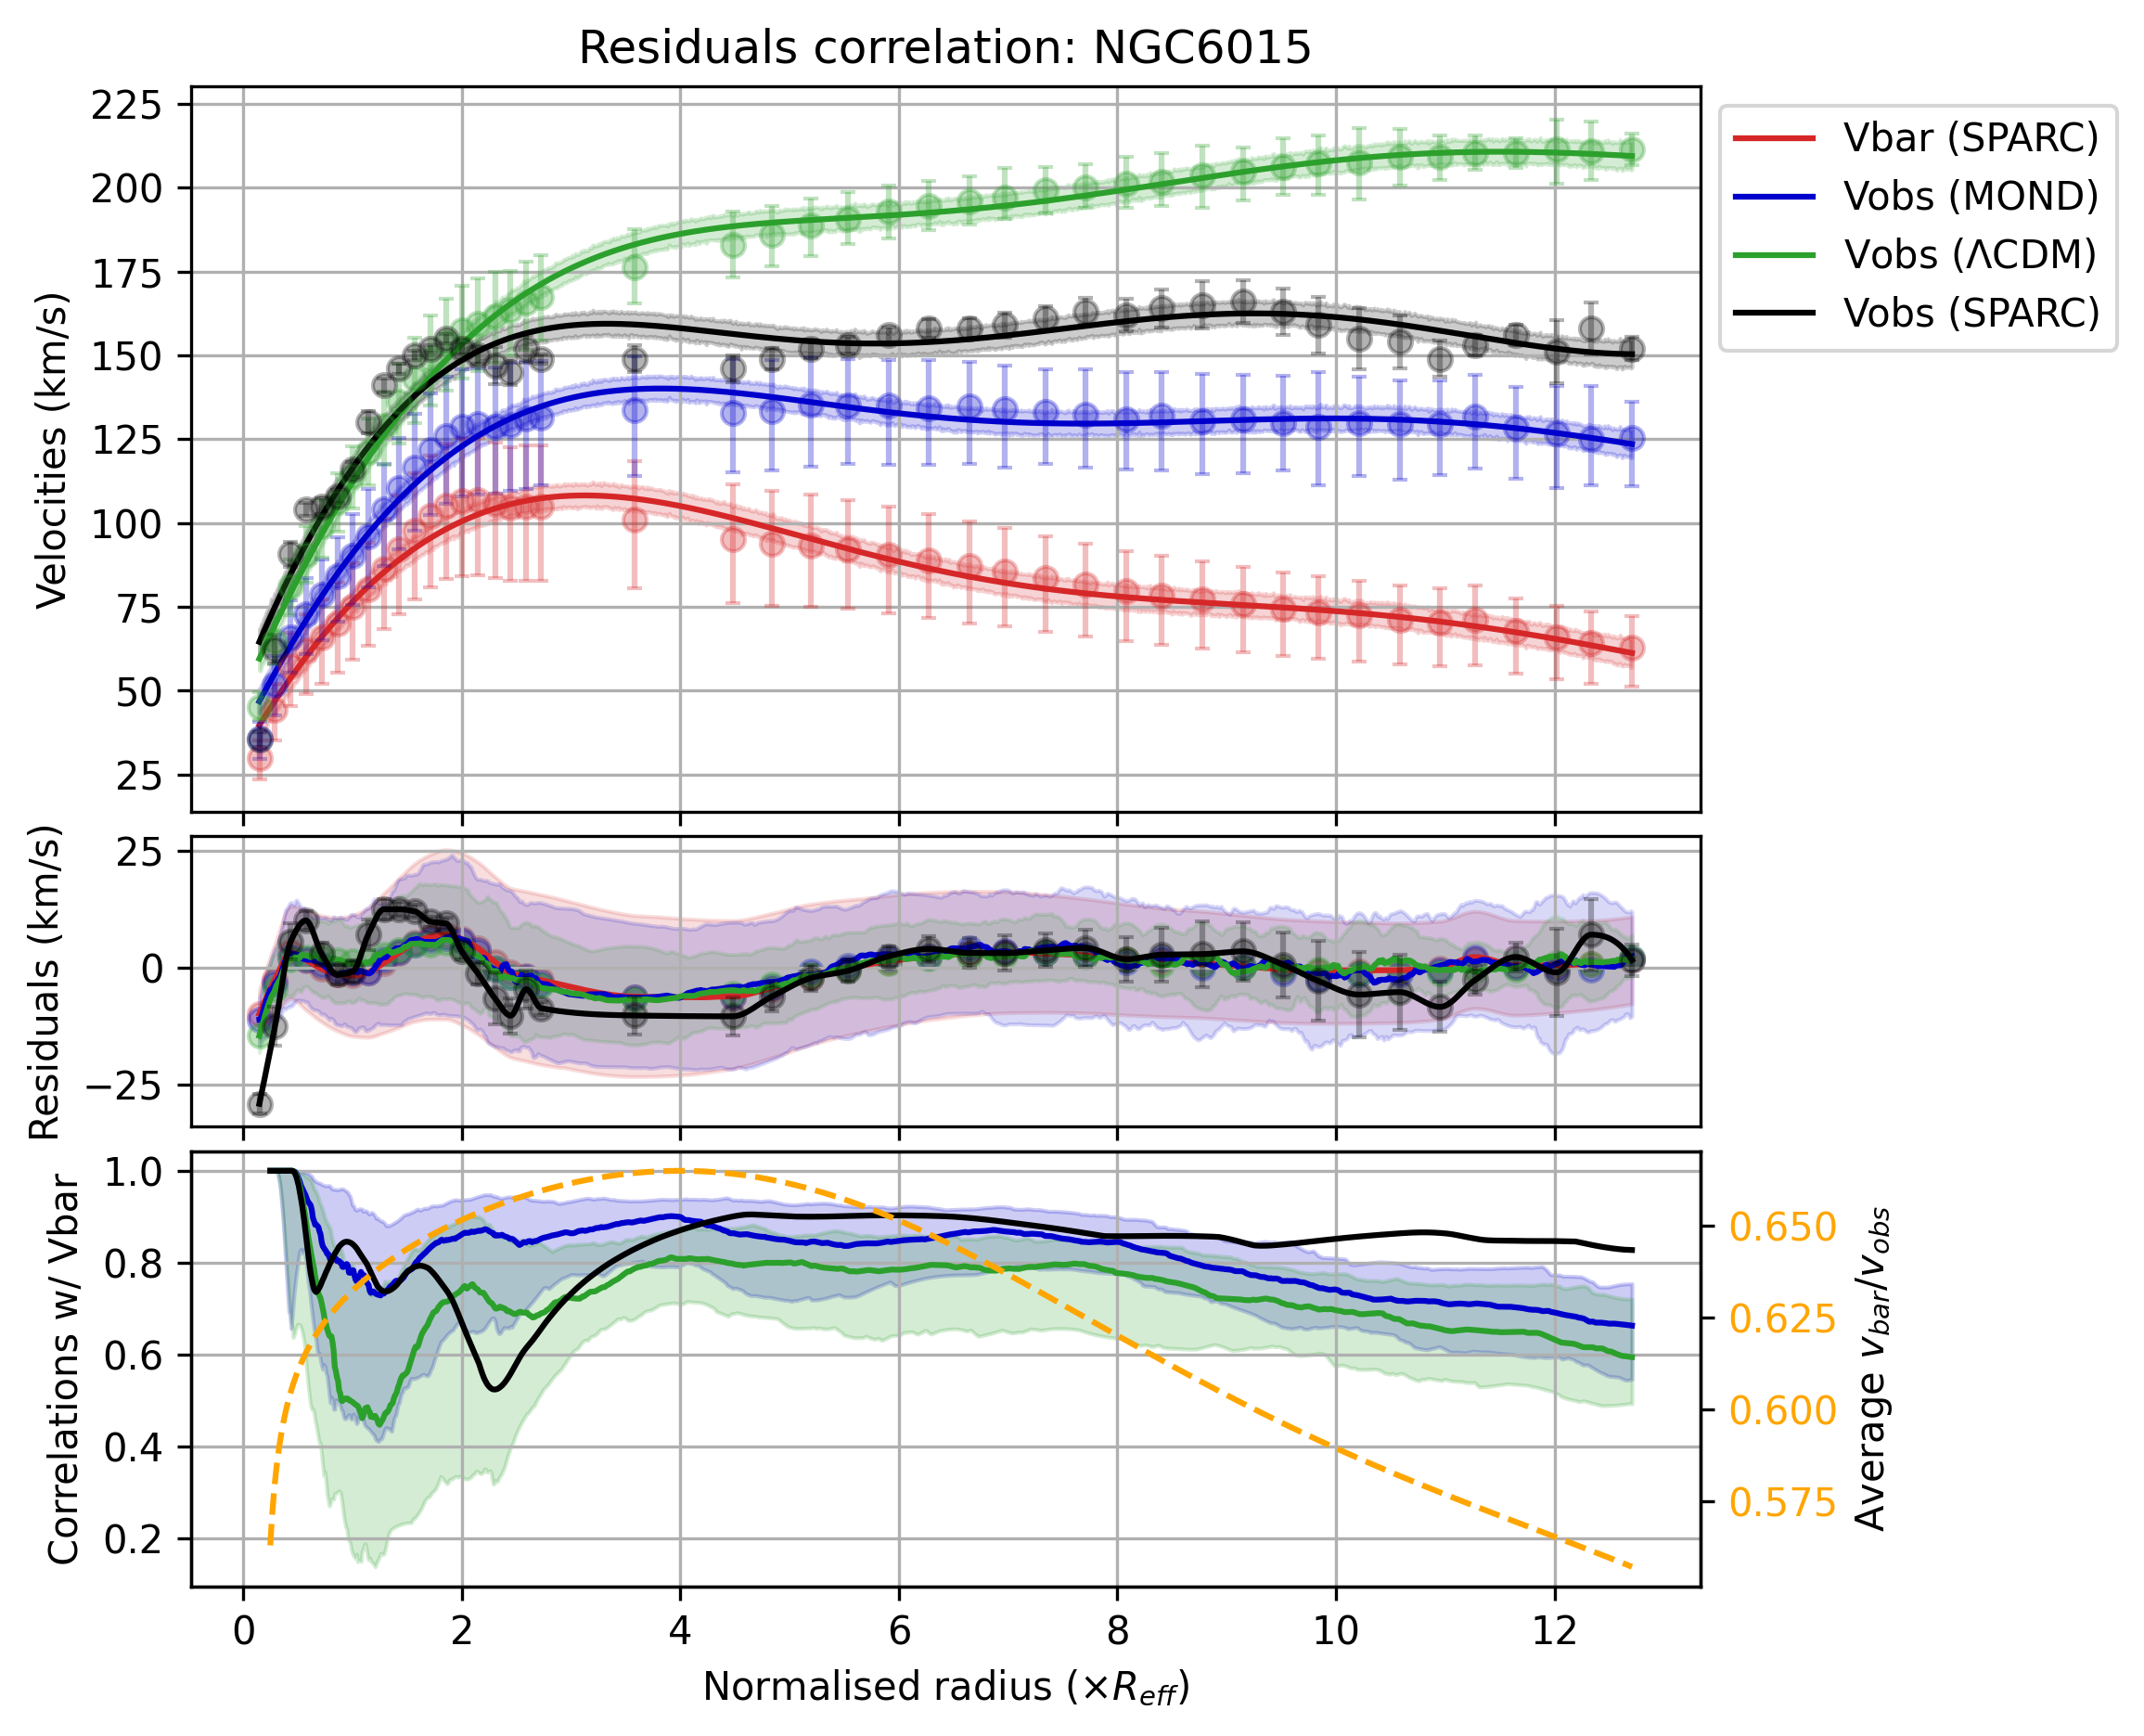 Residuals correlation: NGC6015
Velocities (km/s)
225
200
175
150
125
100
75
50
25
Vbar (SPARC)
Vobs (MOND)
Vobs (ΛCDM)
Vobs (SPARC)
Residuals (km/s)
25
0
−25
Correlations w/ Vbar
1.0
0.8
0.6
0.4
0.2
0.650
0.625
0.600
0.575
Average v_bar/v_obs
0 2 4 6 8 10 12
Normalised radius (×R_eff)